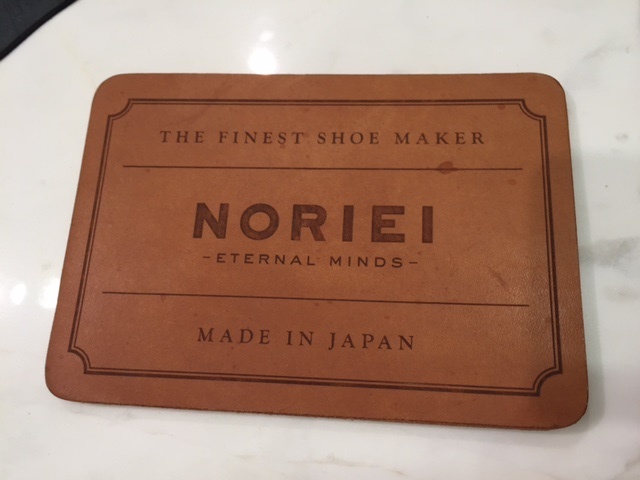 THE FINEST SHOE MAKER
NORIEI
-ETERNAL MINDS-
MADE IN JAPAN